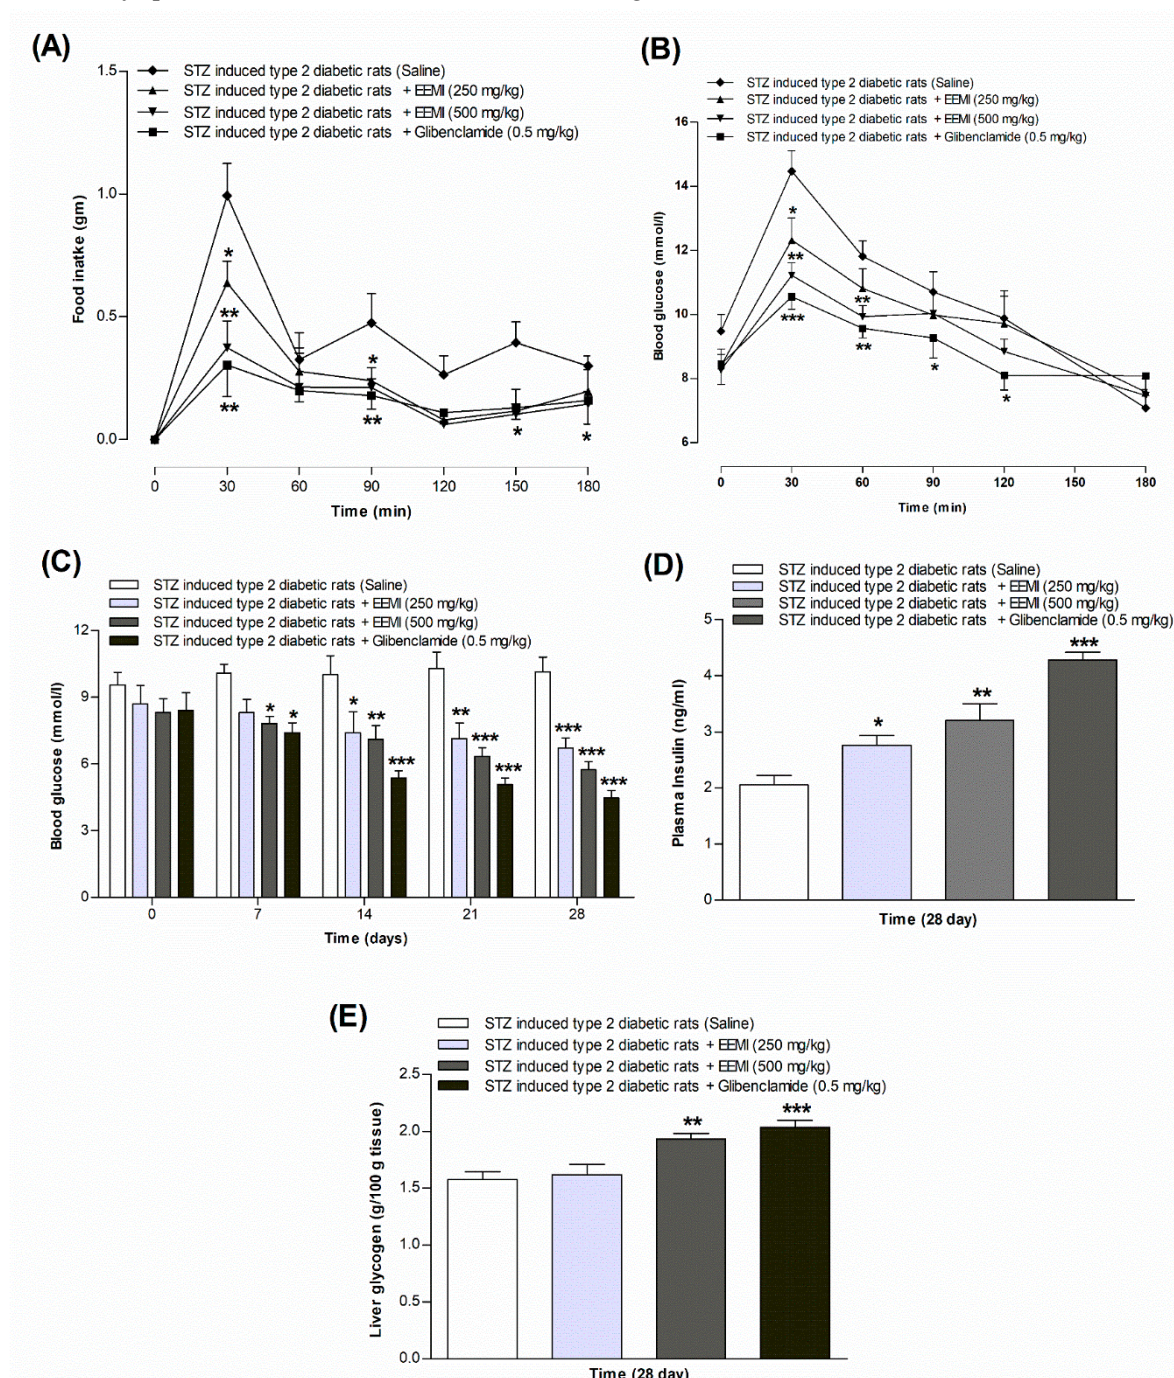 (A)
STZ induced type 2 diabetic rats (Saline)
STZ induced type 2 diabetic rats + EEMI (250 mg/kg)
STZ induced type 2 diabetic rats + EEMI (500 mg/kg)
STZ induced type 2 diabetic rats + Glibenclamide (0.5 mg/kg)
1.5
1.0
0.5
0.0
Food inatke (gm)
*
**
**
*
**
*
*
0 30 60 90 120 150 180
Time (min)
(B)
STZ induced type 2 diabetic rats (Saline)
STZ induced type 2 diabetic rats + EEMI (250 mg/kg)
STZ induced type 2 diabetic rats + EEMI (500 mg/kg)
STZ induced type 2 diabetic rats + Glibenclamide (0.5 mg/kg)
16
14
12
10
8
6
Blood glucose (mmol/l)
*
**
***
**
**
*
*
0 30 60 90 120 150 180
Time (min)
(C)
STZ induced type 2 diabetic rats (Saline)
STZ induced type 2 diabetic rats + EEMI (250 mg/kg)
STZ induced type 2 diabetic rats + EEMI (500 mg/kg)
STZ induced type 2 diabetic rats + Glibenclamide (0.5 mg/kg)
12
9
6
3
0
Blood glucose (mmol/l)
* *
* ** ***
** *** ***
*** *** ***
0 7 14 21 28
Time (days)
(D)
STZ induced type 2 diabetic rats (Saline)
STZ induced type 2 diabetic rats + EEMI (250 mg/kg)
STZ induced type 2 diabetic rats + EEMI (500 mg/kg)
STZ induced type 2 diabetic rats + Glibenclamide (0.5 mg/kg)
5
4
3
2
1
0
Plasma Insulin (ng/ml)
* ** ***
Time (28 day)
(E)
STZ induced type 2 diabetic rats (Saline)
STZ induced type 2 diabetic rats + EEMI (250 mg/kg)
STZ induced type 2 diabetic rats + EEMI (500 mg/kg)
STZ induced type 2 diabetic rats + Glibenclamide (0.5 mg/kg)
2.5
2.0
1.5
1.0
0.5
0.0
Liver glycogen (g/100 g tissue)
** ***
Time (28 day)